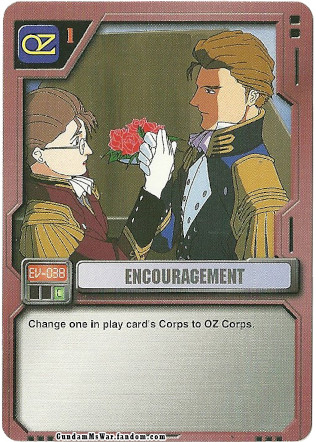 OZ 1
EV-038
ENCOURAGEMENT
C
Change one in play card's Corps to OZ Corps.
GundamMsWar.fandom.com